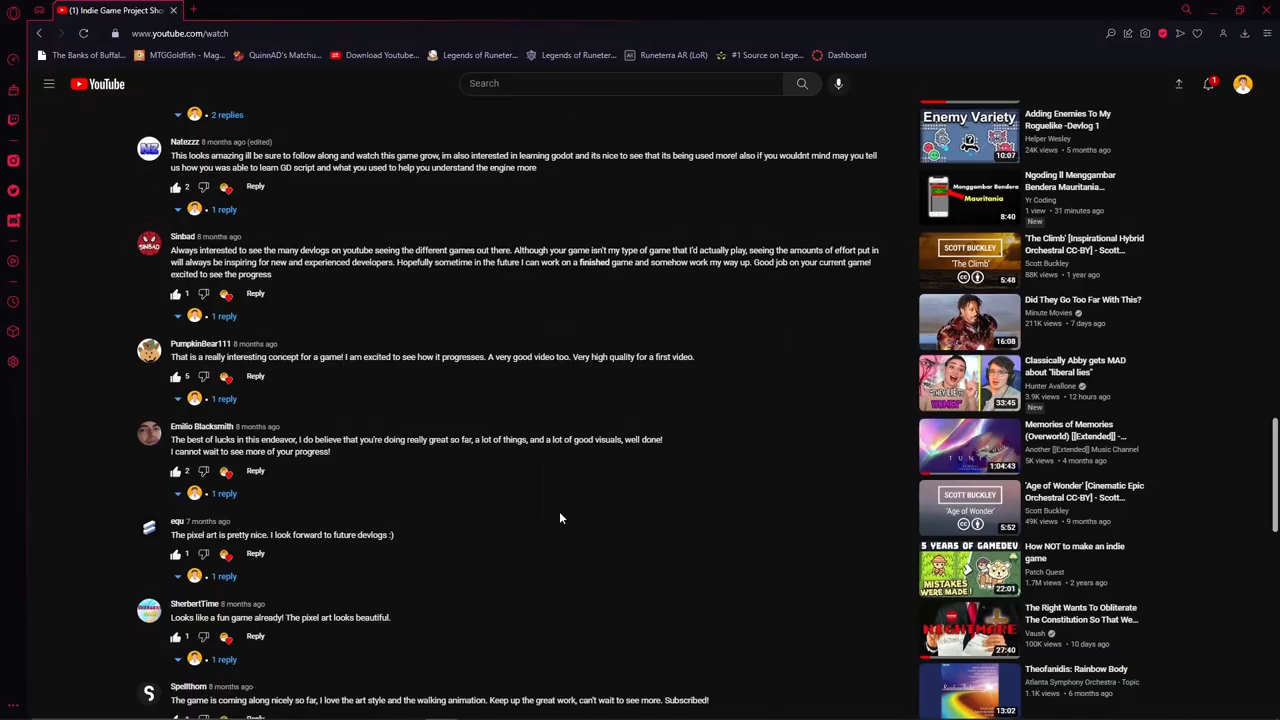 (1) Indie Game Project Sho
www.youtube.com/watch
The Banks of Buffal...
MTGGoldfish - Mag...
QuinnAD's Matchu...
Download Youtube...
Legends of Runeter...
Legends of Runeter...
Runeterra AR (LoR)
#1 Source on Lege...
Dashboard
YouTube
Search
1
2 replies
Natezzz 8 months ago (edited)
This looks amazing ill be sure to follow along and watch this game grow, im also interested in learning godot and its nice to see that its being used more! also if you wouldnt mind may you tell
us how you was able to learn GD script and what you used to help you understand the engine more
2 Reply
1 reply
Sinbad 8 months ago
Always interested to see the many devlogs on youtube seeing the different games out there. Although your game isn't my type of game that I'd actually play, seeing the amounts of effort put in
will always be inspiring for new and experienced developers. Hopefully sometime in the future I can work on a finished game and somehow work my way up. Good job on your current game!
excited to see the progress
1 Reply
1 reply
PumpkinBear111 8 months ago
That is a really interesting concept for a game! I am excited to see how it progresses. A very good video too. Very high quality for a first video.
5 Reply
1 reply
Emilio Blacksmith 8 months ago
The best of lucks in this endeavor, I do believe that you're doing really great so far, a lot of things, and a lot of good visuals, well done!
I cannot wait to see more of your progress!
2 Reply
1 reply
equ 7 months ago
The pixel art is pretty nice. I look forward to future devlogs :)
1 Reply
1 reply
SherbertTime 8 months ago
Looks like a fun game already! The pixel art looks beautiful.
1 Reply
1 reply
Spellthorn 8 months ago
The game is coming along nicely so far, I love the art style and the walking animation. Keep up the great work, can't wait to see more. Subscribed!
Enemy Variety
10:07
Adding Enemies To My
Roguelike -Devlog 1
Helper Wesley
24K views • 5 months ago
Menggambar Bendera
Mauritania
8:40
Ngoding ll Menggambar
Bendera Mauritania...
Yr Coding
1 view • 31 minutes ago
New
SCOTT BUCKLEY
'The Climb'
5:48
'The Climb' [Inspirational Hybrid
Orchestral CC-BY] - Scott
Scott Buckley
88K views • 1 year ago
16:08
Did They Go Too Far With This?
Minute Movies
211K views • 7 days ago
33:45
Classically Abby gets MAD
about "liberal lies"
Hunter Avallone
3.9K views • 12 hours ago
New
TUNIC
1:04:43
Memories of Memories
(Overworld) [[Extended] -...
Another [[Extended]] Music Channel
5K views • 4 months ago
SCOTT BUCKLEY
'Age of Wonder'
5:52
'Age of Wonder' [Cinematic Epic
Orchestral CC-BY] - Scott...
Scott Buckley
49K views • 9 months ago
5 YEARS OF GAMEDEV
MISTAKES
WERE MADE!
22:01
How NOT to make an indie
game
Patch Quest
1.7M views • 2 years ago
NIGHTMARE
27:40
The Right Wants To Obliterate
The Constitution So That We...
Vaush
100K views • 10 days ago
13:02
Theofanidis: Rainbow Body
Atlanta Symphony Orchestra - Topic
1.1K views • 6 months ago